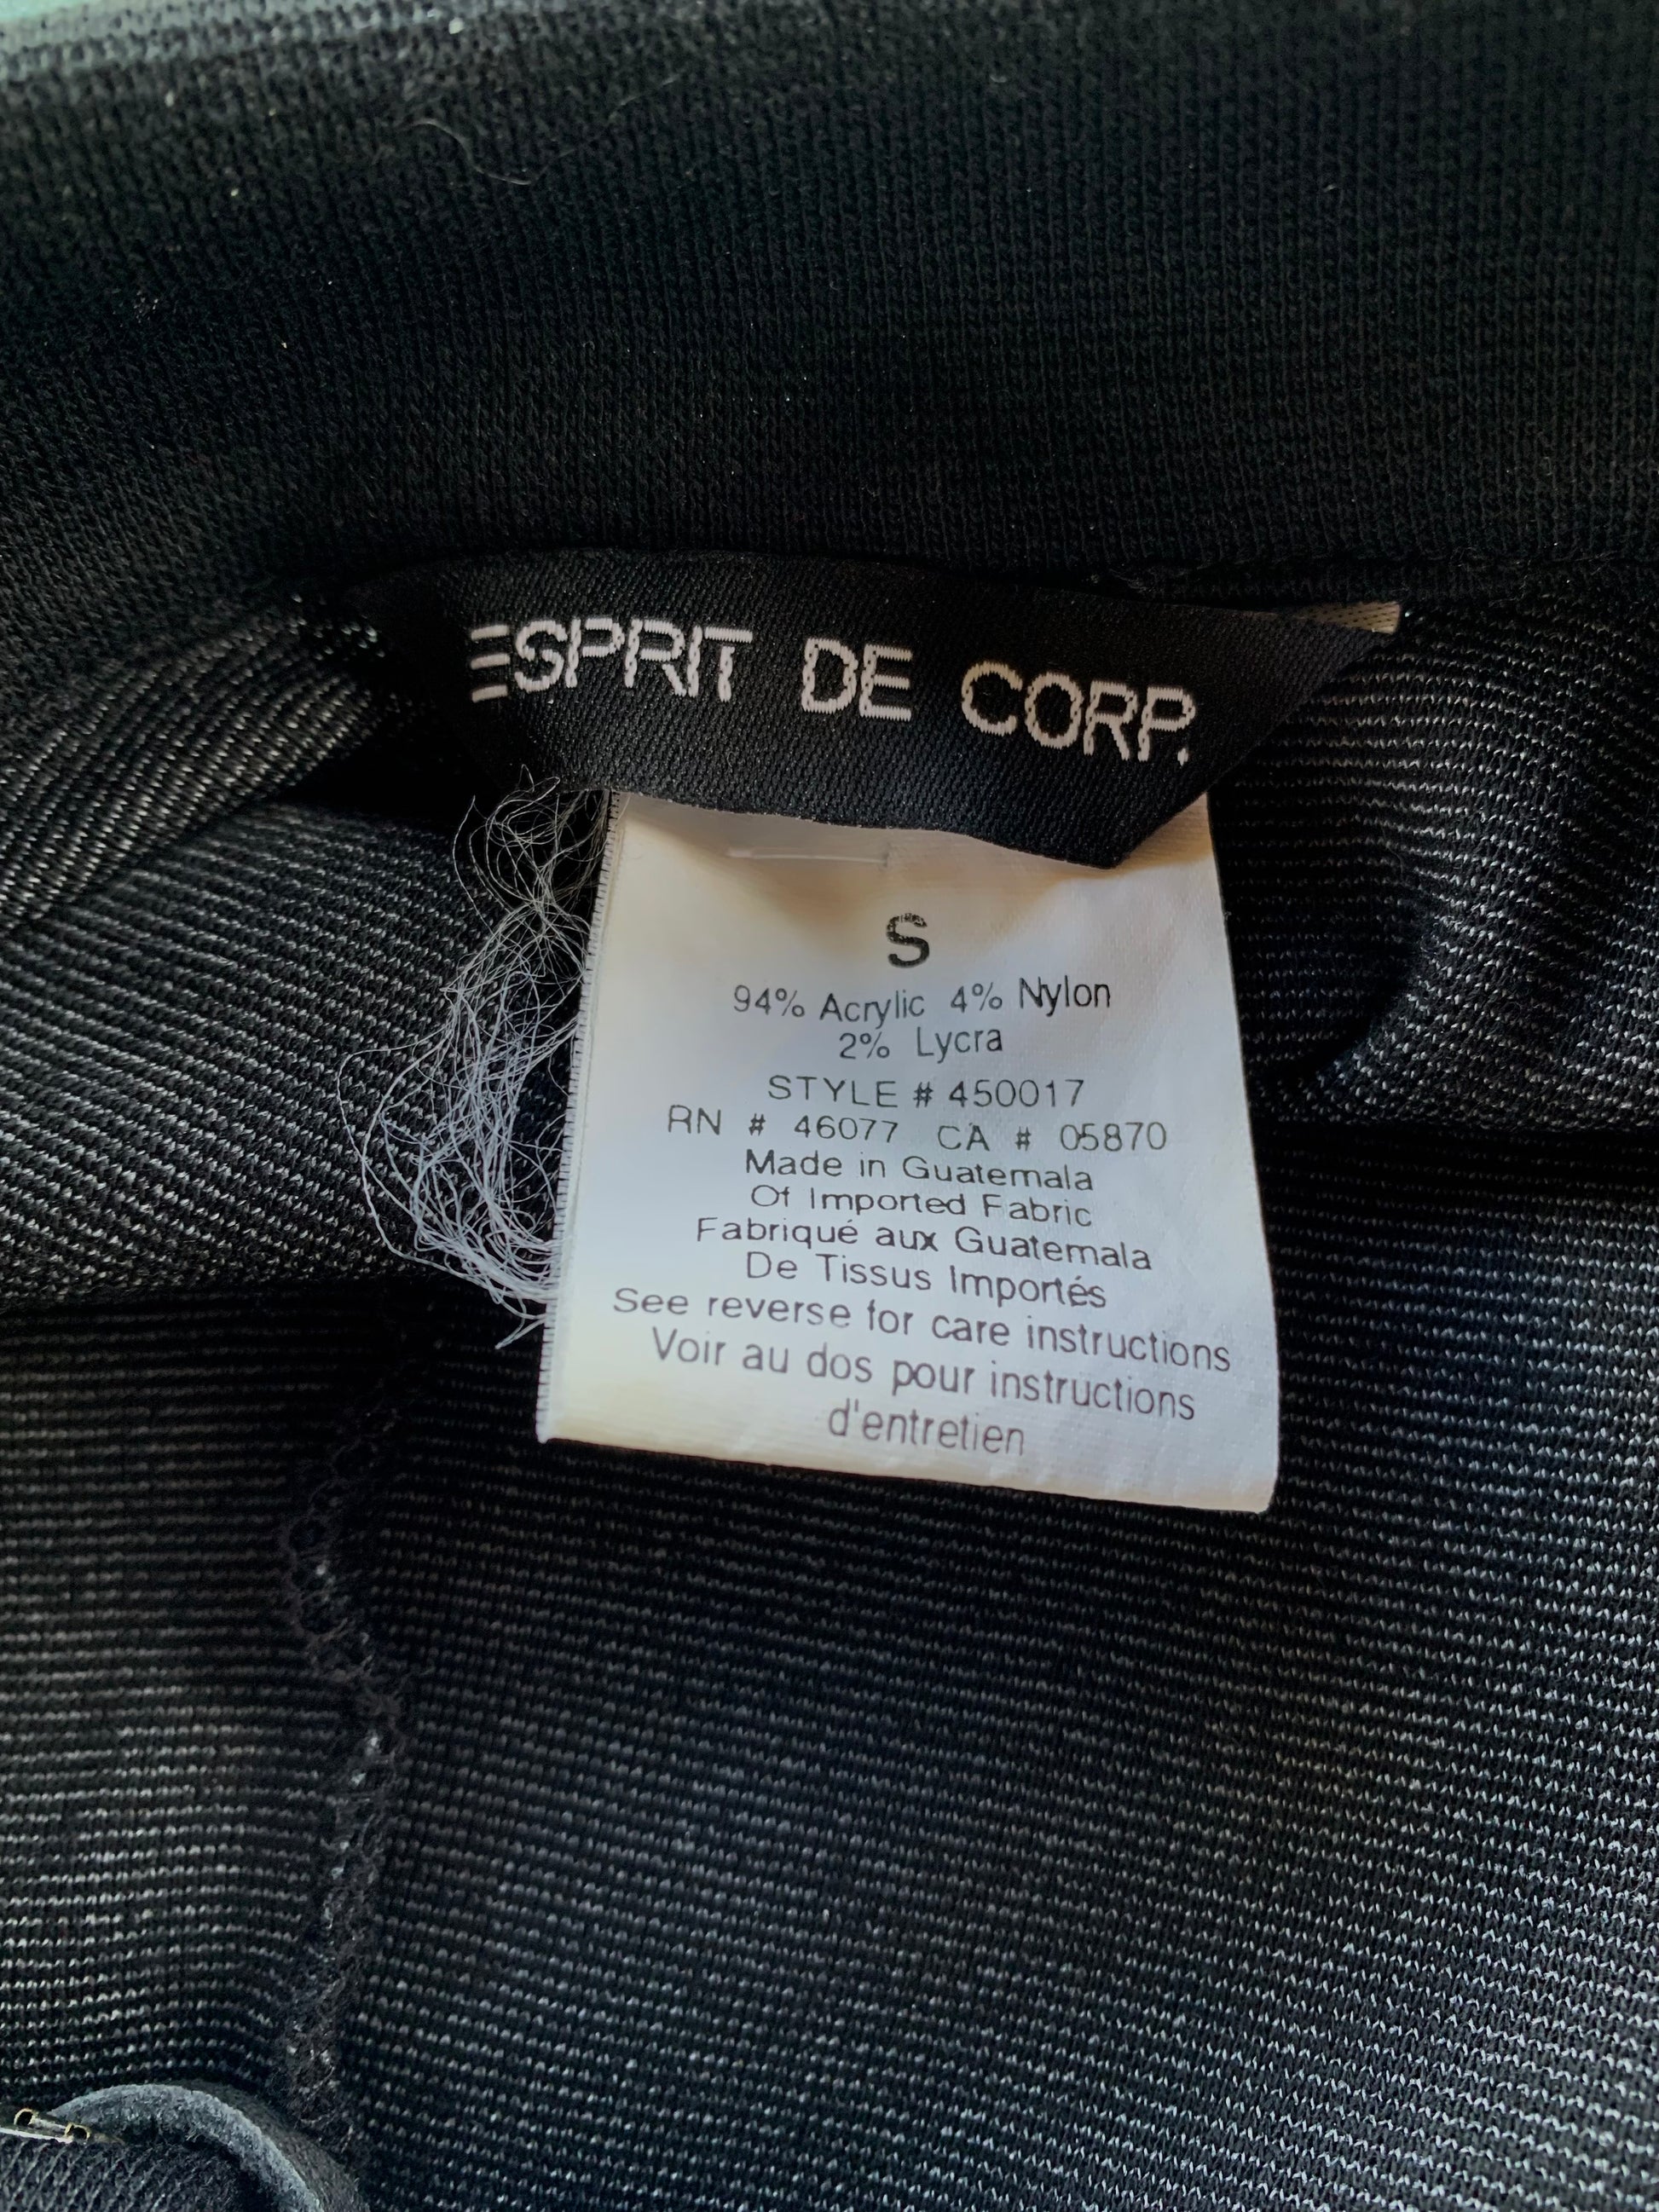 ESPRIT DE CORP.
S
94% Acrylic 4% Nylon
2% Lycra
STYLE # 450017
RN # 46077 CA # 05870
Made in Guatemala
Of Imported Fabric
Fabriqué aux Guatemala
De Tissus Importés
See reverse for care instructions
Voir au dos pour instructions
d'entretien